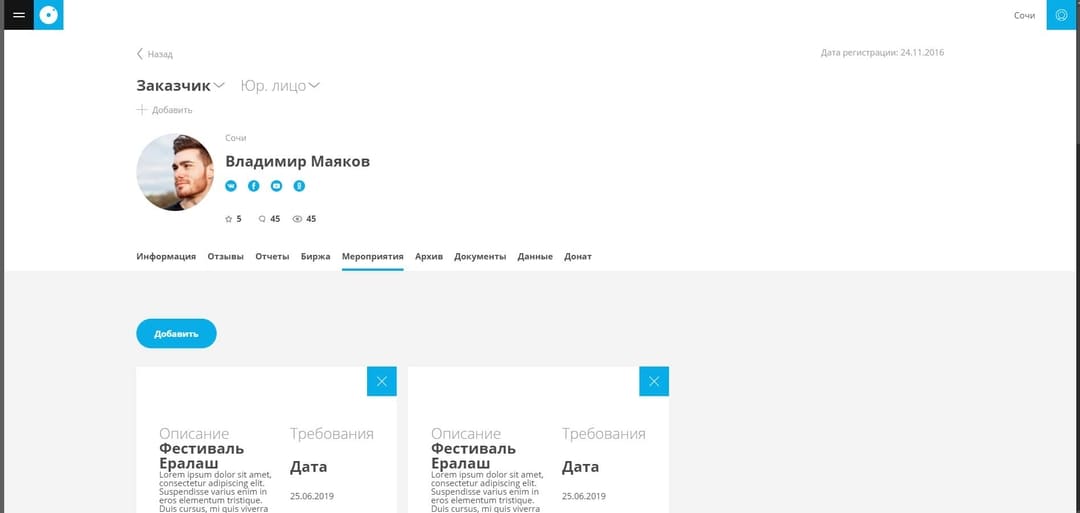 Сочи
Назад
Дата регистрации: 24.11.2016
Заказчик Юр. лицо
Добавить
Сочи
Владимир Маяков
5 45 45
Информация Отзывы Отчеты Биржа Мероприятия Архив Документы Данные Донат
Добавить
Описание
Фестиваль
Ералаш
Lorem ipsum dolor sit amet,
consectetur adipiscing elit.
Suspendisse varius enim in
eros elementum tristique.
Duis cursus, mi quis viverra
Требования
Дата
25.06.2019
Описание
Фестиваль
Ералаш
Lorem ipsum dolor sit amet,
consectetur adipiscing elit.
Suspendisse varius enim in
eros elementum tristique.
Duis cursus, mi quis viverra
Требования
Дата
25.06.2019